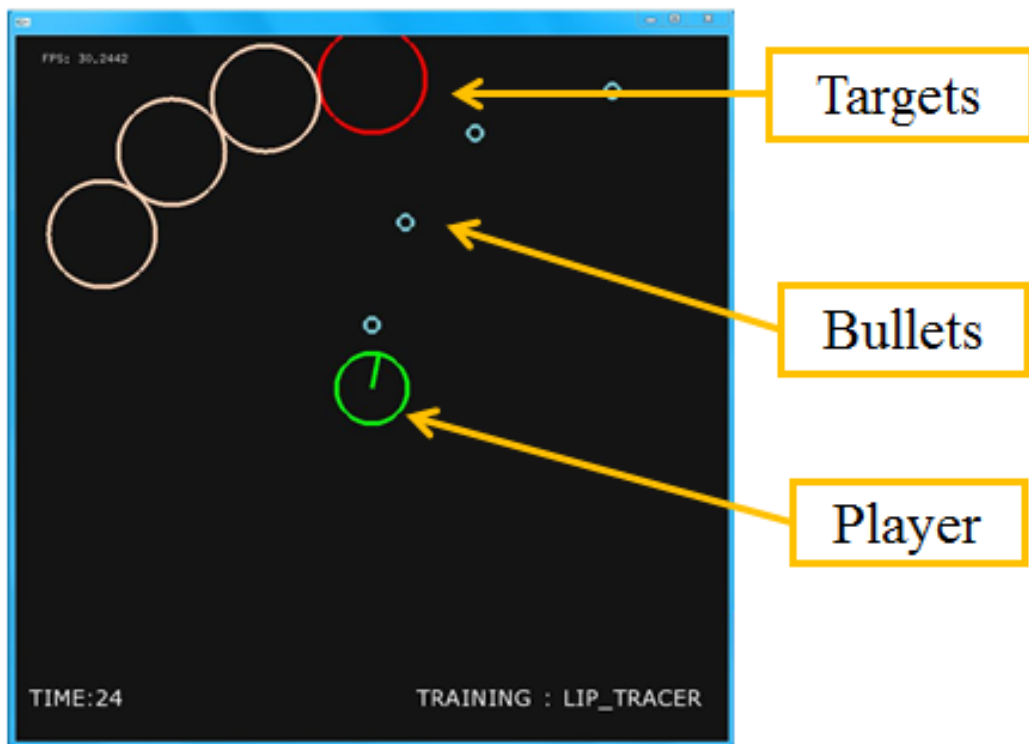 FPS: 30.2442
Targets
Bullets
Player
TIME:24
TRAINING : LIP_TRACER